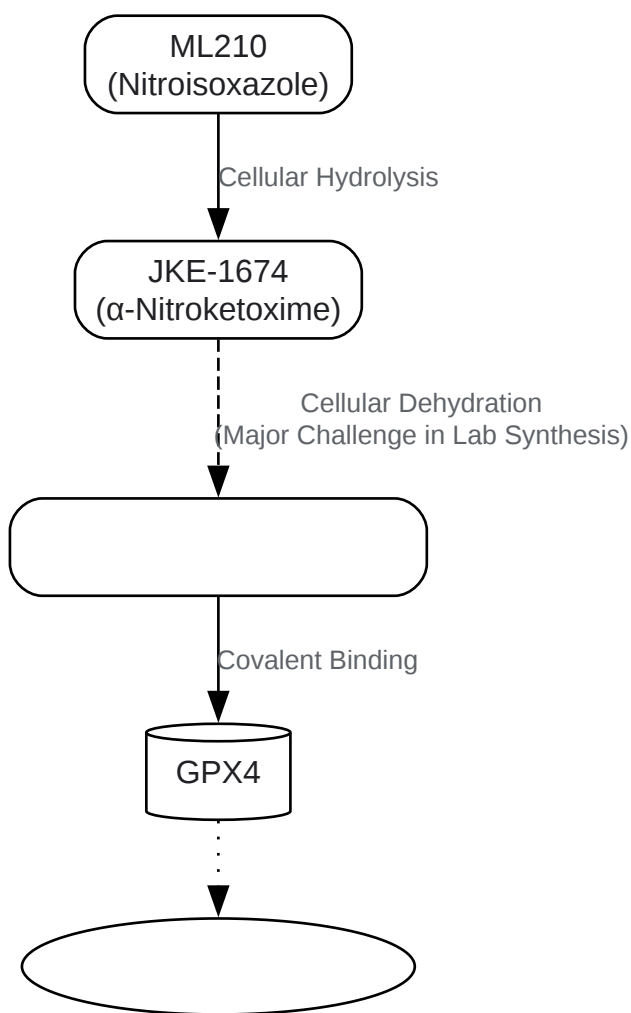 ML210
(Nitroisoxazole)
Cellular Hydrolysis
JKE-1674
(α-Nitroketoxime)
Cellular Dehydration
(Major Challenge in Lab Synthesis)
Covalent Binding
GPX4